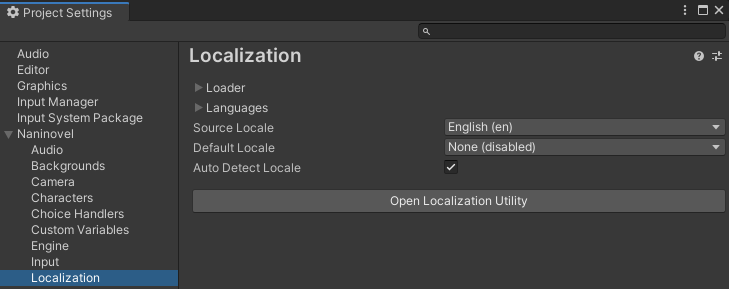 Project Settings
Audio
Editor
Graphics
Input Manager
Input System Package
Naninovel
Audio
Backgrounds
Camera
Characters
Choice Handlers
Custom Variables
Engine
Input
Localization
Localization
Loader
Languages
Source Locale English (en)
Default Locale None (disabled)
Auto Detect Locale
Open Localization Utility